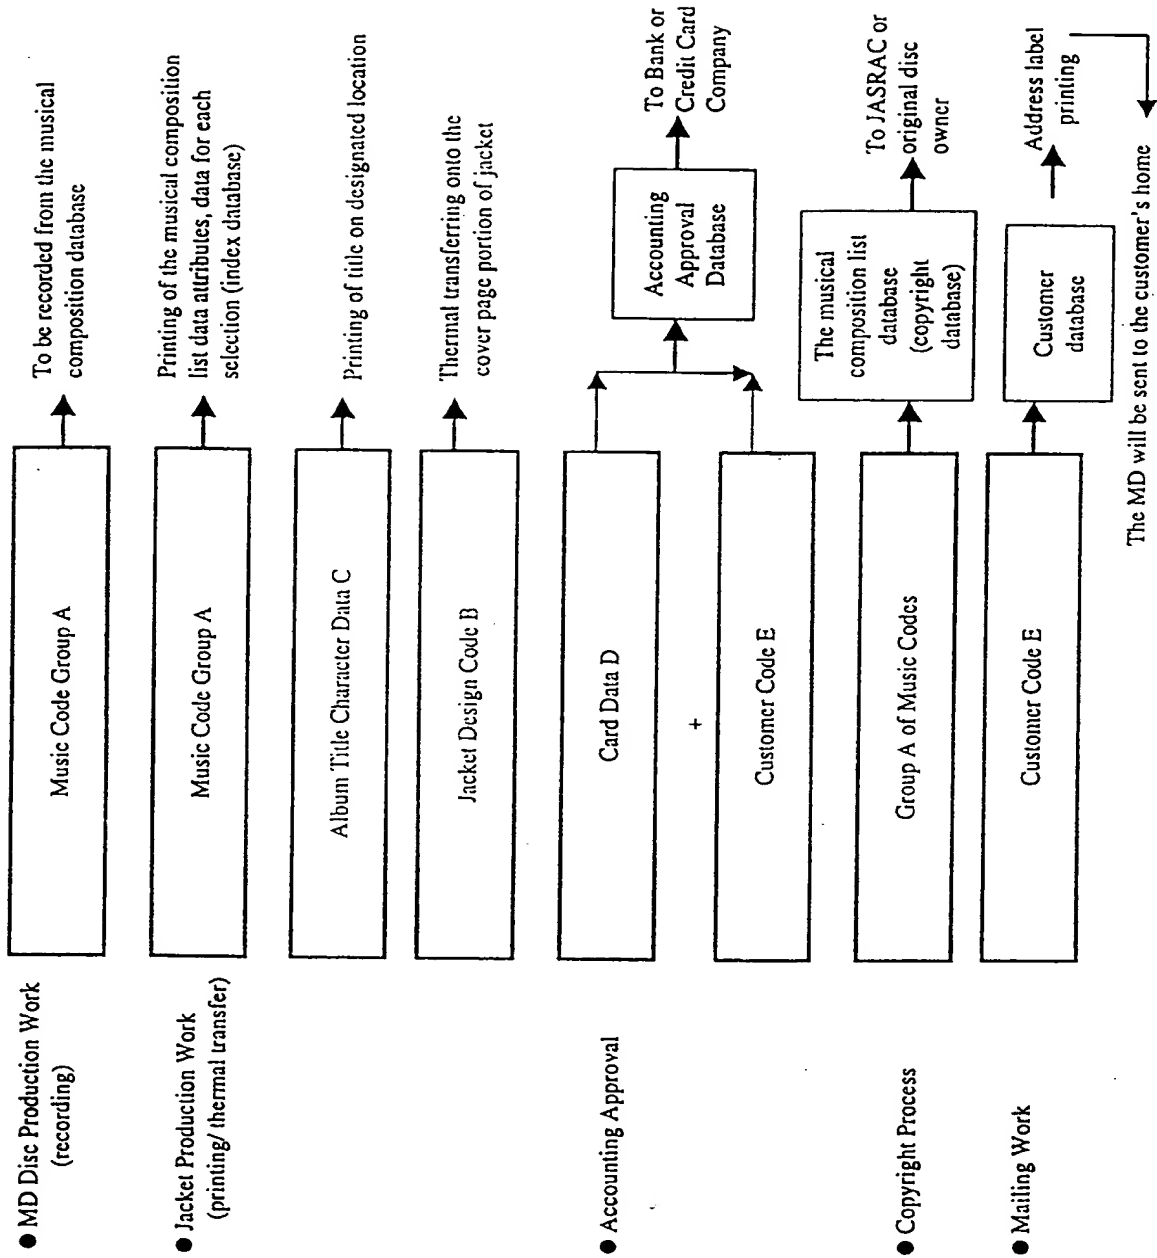 ● MD Disc Production Work
(recording)
Music Code Group A
To be recorded from the musical
composition database
● Jacket Production Work
(printing/ thermal transfer)
Music Code Group A
Printing of the musical composition
list data attributes, data for each
selection (index database)
Album Title Character Data C
Printing of title on designated location
Jacket Design Code B
Thermal transferring onto the
cover page portion of jacket
● Accounting Approval
Card Data D
+
Customer Code E
Accounting
Approval
Database
To Bank or
Credit Card
Company
● Copyright Process
Group A of Music Codes
The musical
composition list
database
(copyright
database)
To JASRAC or
original disc
owner
● Mailing Work
Customer Code E
Customer
database
Address label
printing
The MD will be sent to the customer's home